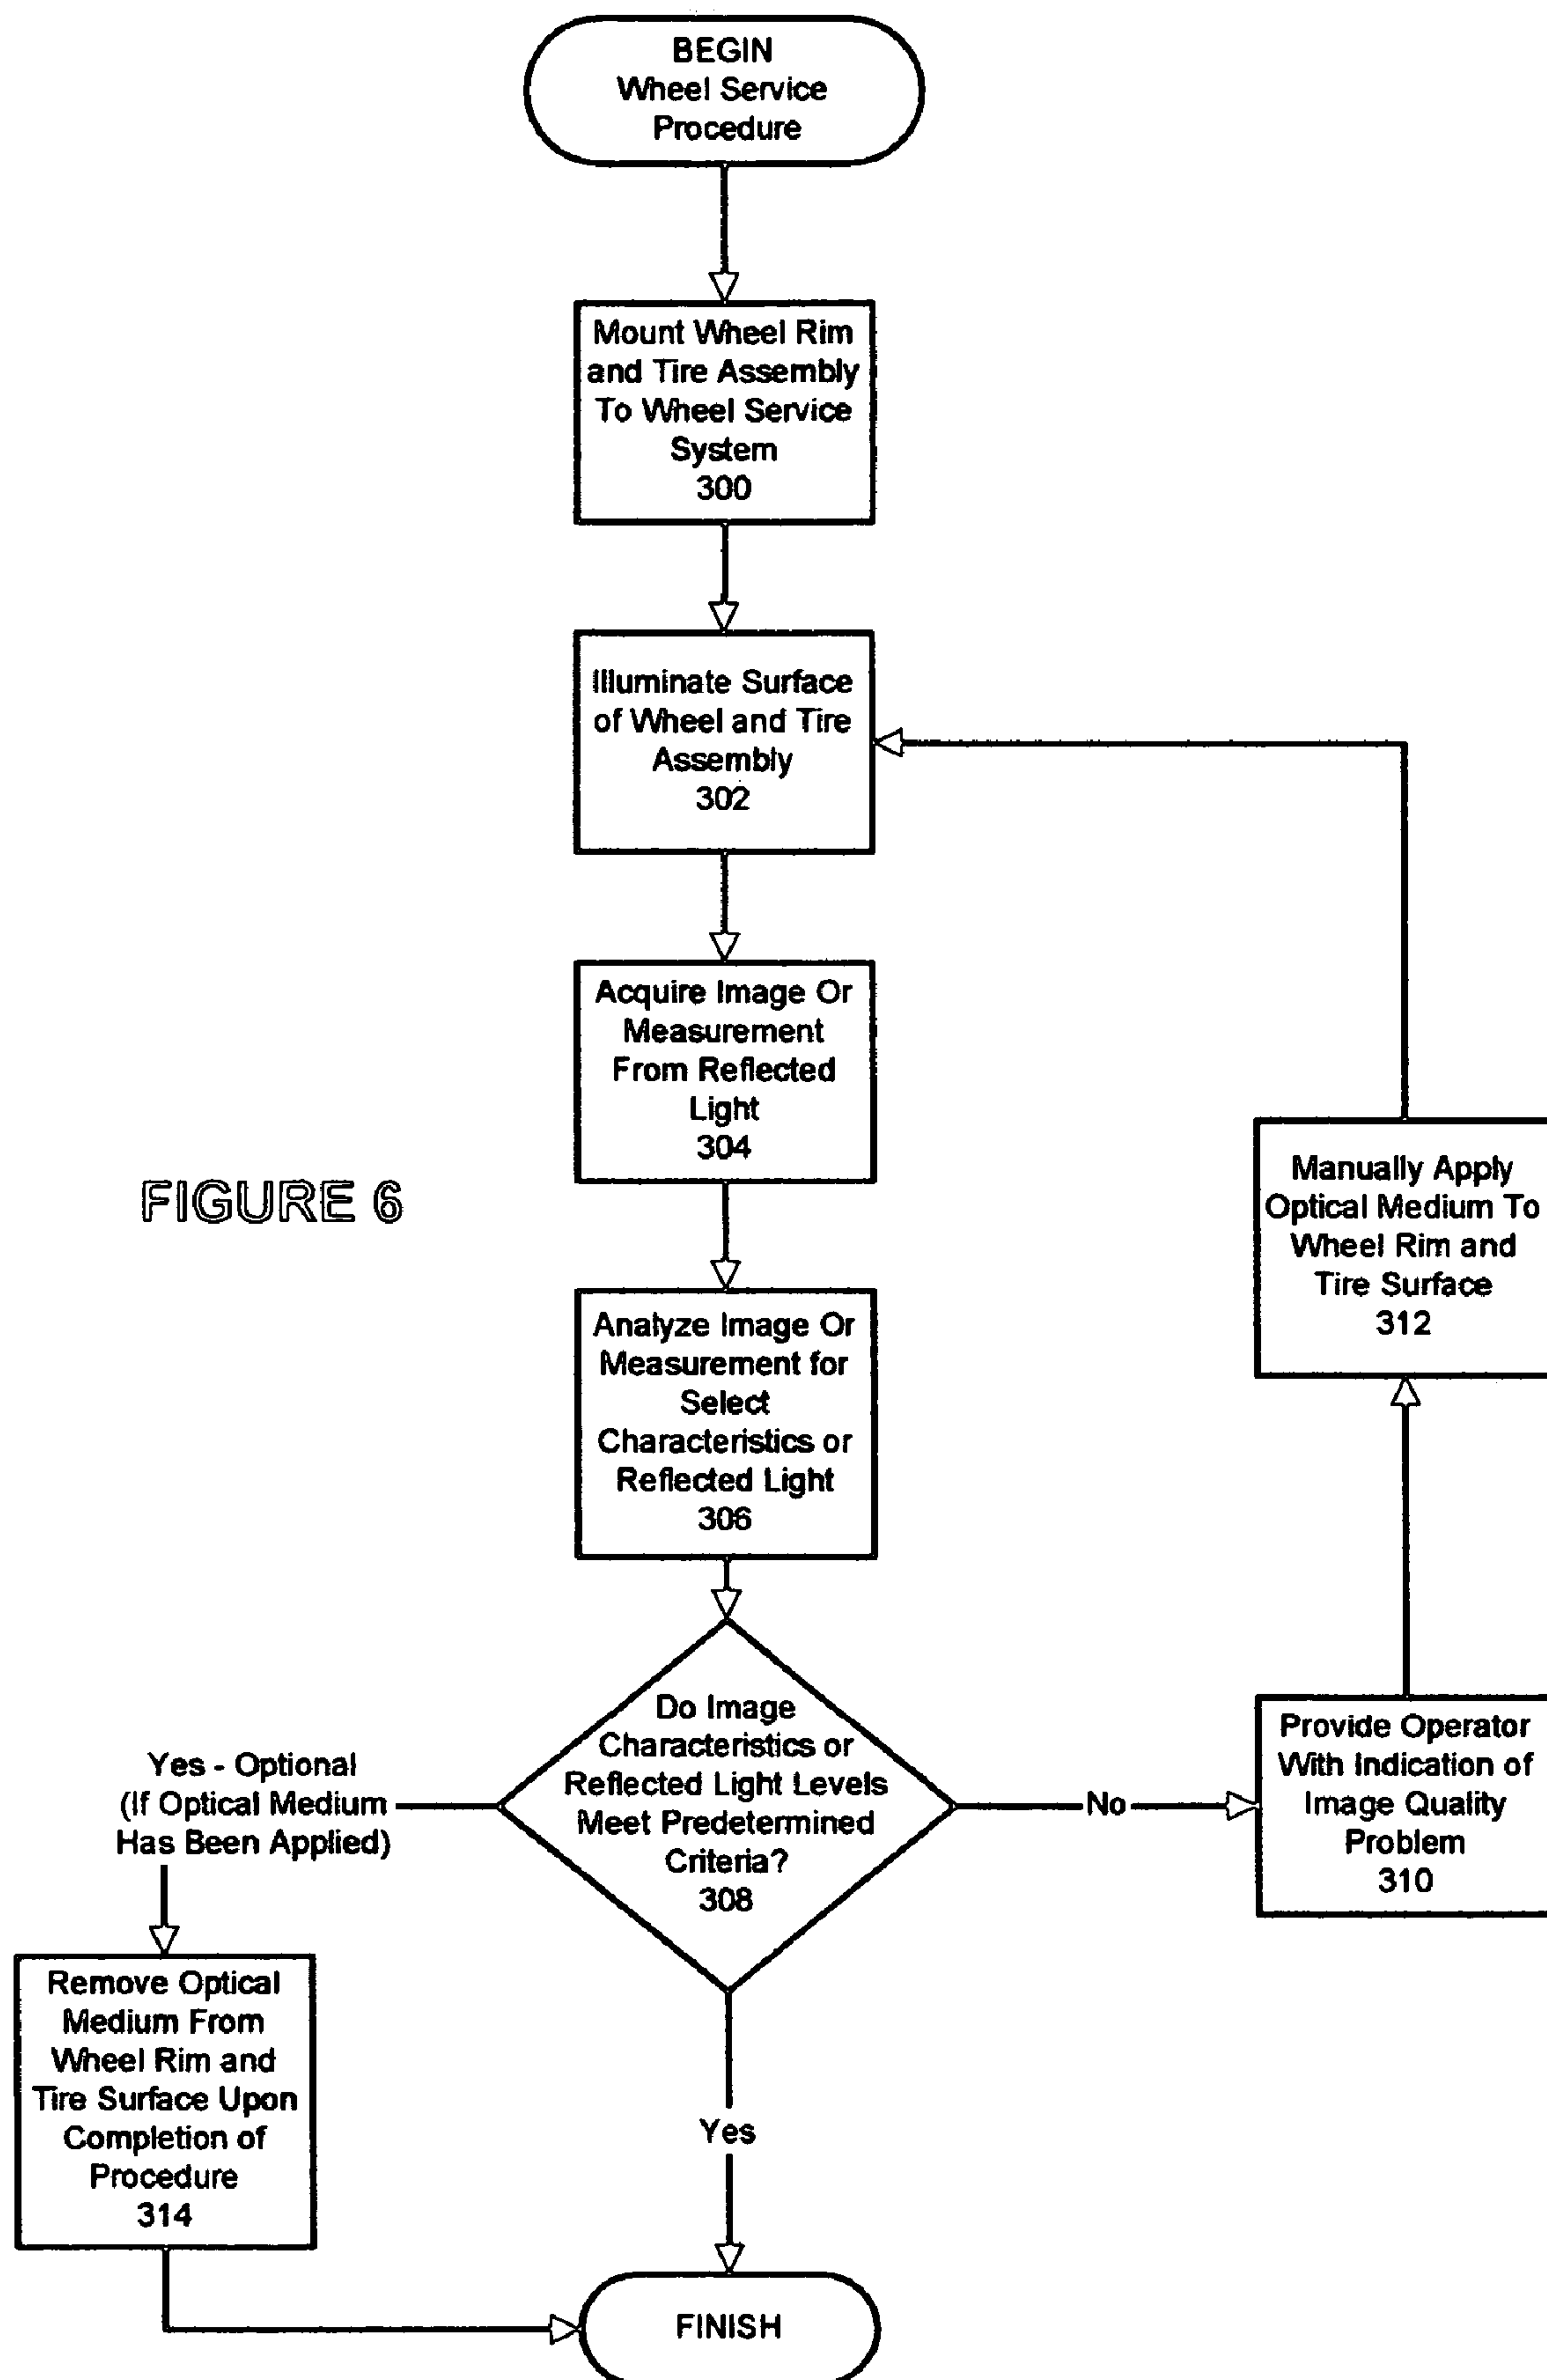 BEGIN
Wheel Service
Procedure
Mount Wheel Rim
and Tire Assembly
To Wheel Service
System
300
Illuminate Surface
of Wheel and Tire
Assembly
302
Acquire Image Or
Measurement
From Reflected
Light
304
FIGURE 6
Manually Apply
Optical Medium To
Wheel Rim and
Tire Surface
312
Analyze Image Or
Measurement for
Select
Characteristics or
Reflected Light
306
Do Image
Characteristics or
Reflected Light Levels
Meet Predetermined
Criteria?
308
Yes - Optional
(If Optical Medium
Has Been Applied)
No
Provide Operator
With Indication of
Image Quality
Problem
310
Remove Optical
Medium From
Wheel Rim and
Tire Surface Upon
Completion of
Procedure
314
Yes
FINISH